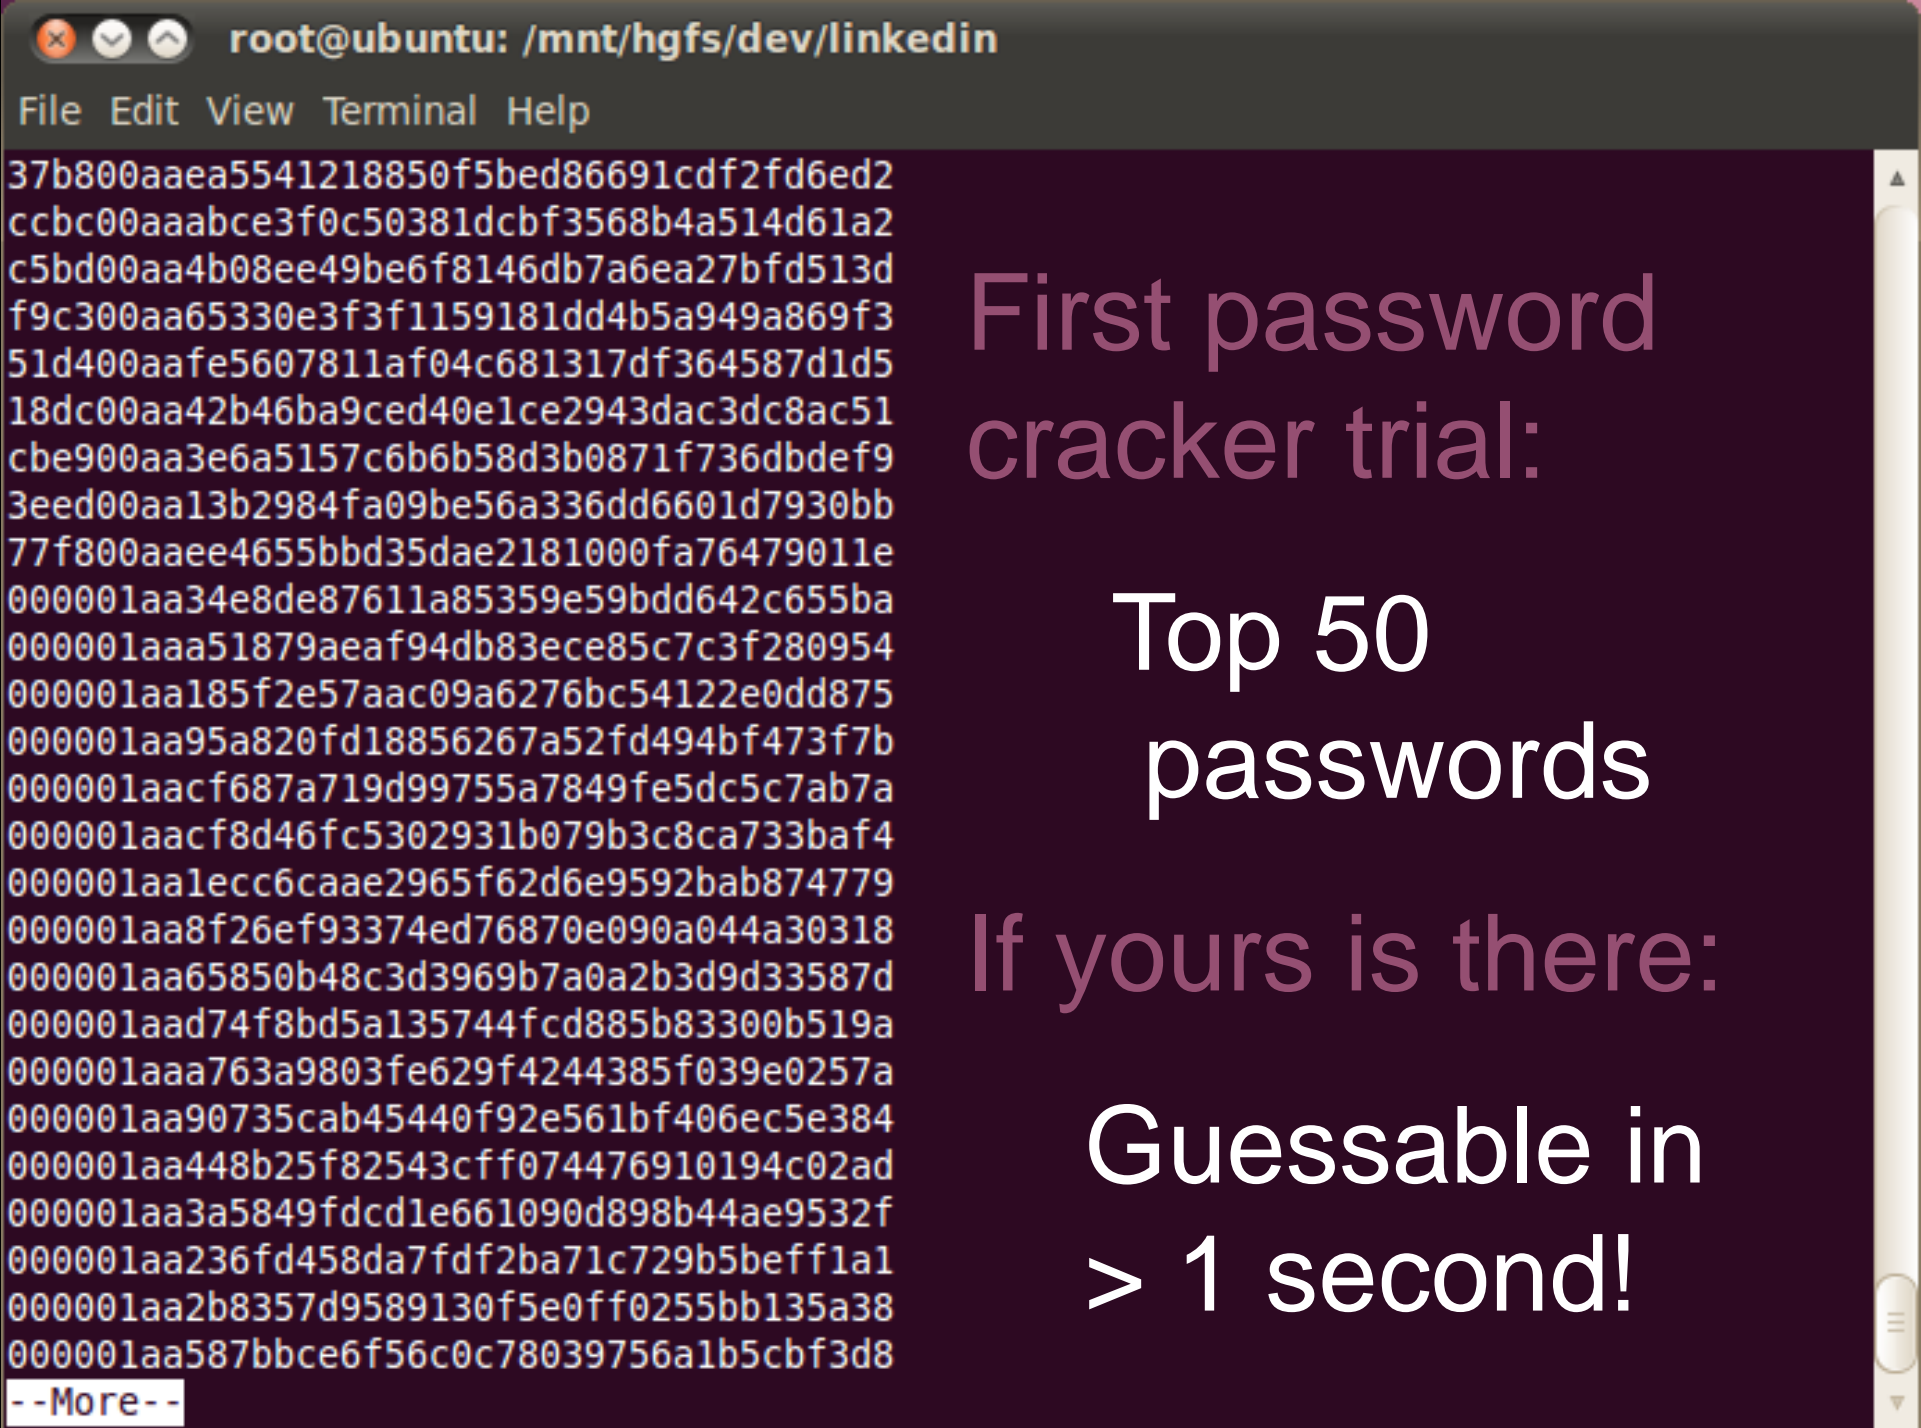 root@ubuntu: /mnt/hgfs/dev/linkedin
File Edit View Terminal Help
37b800aaaea5541218850f5bed86691cdf2fd6ed2
ccbc00aaabce3f0c50381dcbf3568b4a514d61a2
c5bd00aa4b08ee49be6f8146db7a6ea27bfd513d
f9c300aa65330e3f3f1159181dd4b5a949a869f3
51d400aafe5607811af04c681317df364587d1d5
18dc00aa42b46ba9ced40e1ce2943dac3dc8ac51
cbe900aa3e6a5157c6b6b58d3b0871f736dbdef9
3eed00aa13b2984fa09be56a336dd6601d7930bb
77f800aaee4655bbd35dae2181000fa76479011e
000001aa34e8de87611a85359e59bdd642c655ba
000001aaa51879aeaf94db83ece85c7c3f280954
000001aa185f2e57aac09a6276bc54122e0dd875
000001aa95a820fd18856267a52fd494bf473f7b
000001aacf687a719d99755a7849fe5dc5c7ab7a
000001aacf8d46fc5302931b079b3c8ca733baf4
000001aa1ecc6caae2965f62d6e9592bab874779
000001aa8f26ef93374ed76870e090a044a30318
000001aa65850b48c3d3969b7a0a2b3d9d33587d
000001aad74f8bd5a135744fcd885b83300b519a
000001aaa763a9803fe629f4244385f039e0257a
000001aa90735cab45440f92e561bf406ec5e384
000001aa448b25f82543cff074476910194c02ad
000001aa3a5849fdcd1e661090d898b44ae9532f
000001aa236fd458da7fdf2ba71c729b5beff1a1
000001aa2b8357d9589130f5e0ff0255bb135a38
000001aa587bbce6f56c0c78039756a1b5cbf3d8
--More--
First password
cracker trial:
Top 50
passwords
If yours is there:
Guessable in
> 1 second!